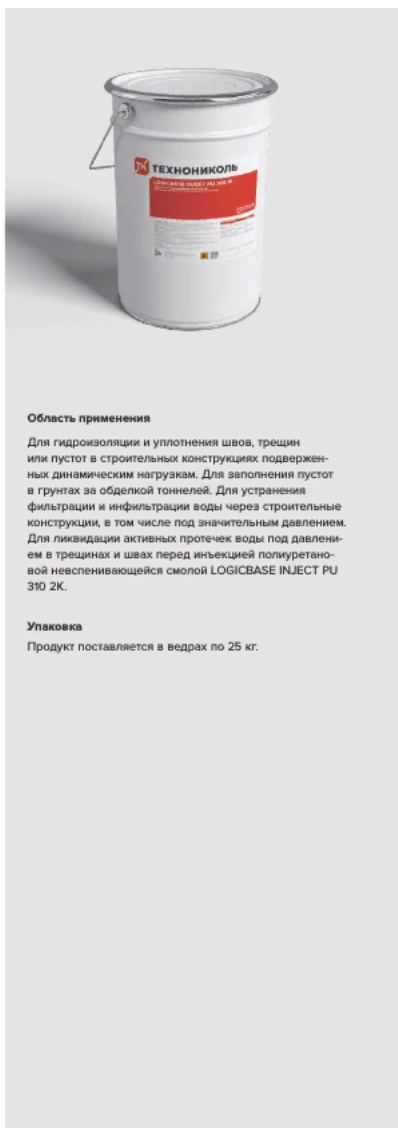 ТЕХНОНИКОЛЬ
LOGICBASE INJECT PU
Область применения
Для гидроизоляции и уплотнения швов, трещин
или пустот в строительных конструкциях подвержен-
ных динамическим нагрузкам. Для заполнения пустот
в грунтах за обделкой тоннелей. Для устранения
фильтрации и инфильтрации воды через строительные
конструкции, в том числе под значительным давлением.
Для ликвидации активных протечек воды под давлени-
ем в трещинах и швах перед инъекцией полиуретано-
вой невспенивающейся смолой LOGICBASE INJECT PU
310 2K.
Упаковка
Продукт поставляется в ведрах по 25 кг.